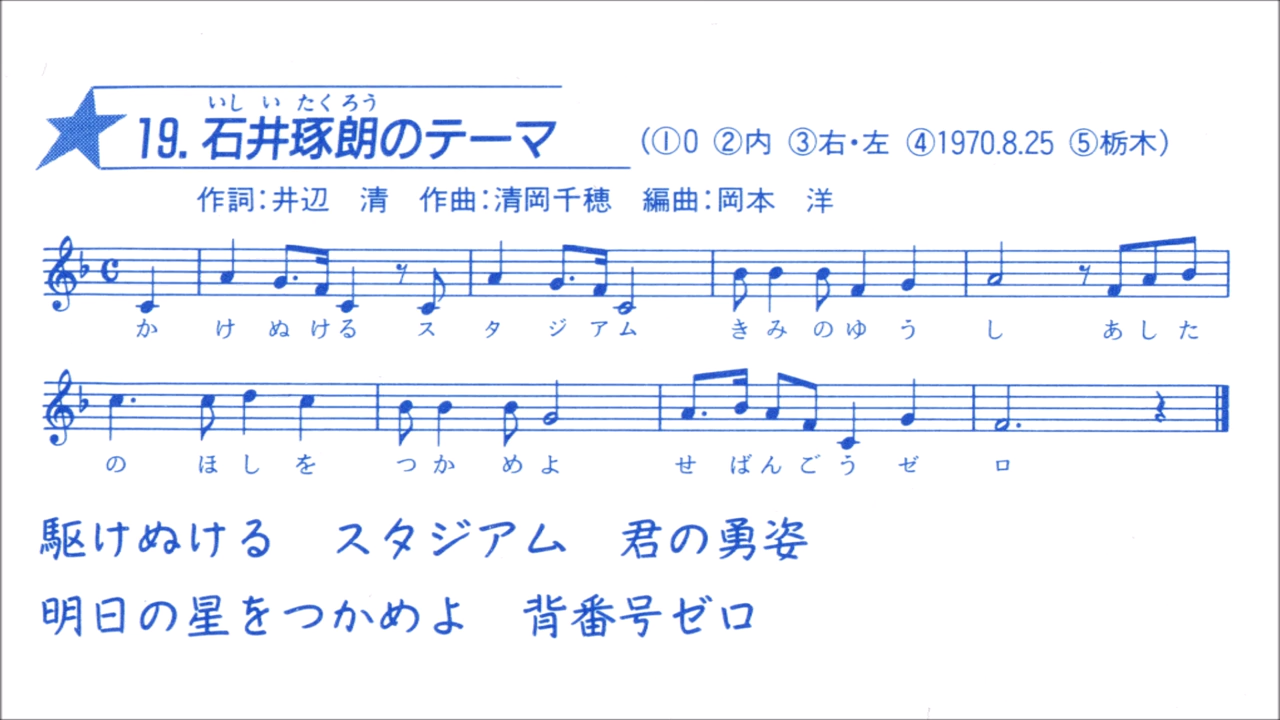 いし い たくろう
19. 石井琢朗のテーマ (①0 ②内 ③右・左 ④1970.8.25 ⑤栃木)
作詞:井辺 清 作曲:清岡千穂 編曲:岡本 洋
か け ぬ け る ス タ ジ ア ム き み の ゆ う し あ し た
の ほ し を つ か め よ せ ば ん ご う ゼ ロ
駆けぬける スタジアム 君の勇姿
明日の星をつかめよ 背番号ゼロ